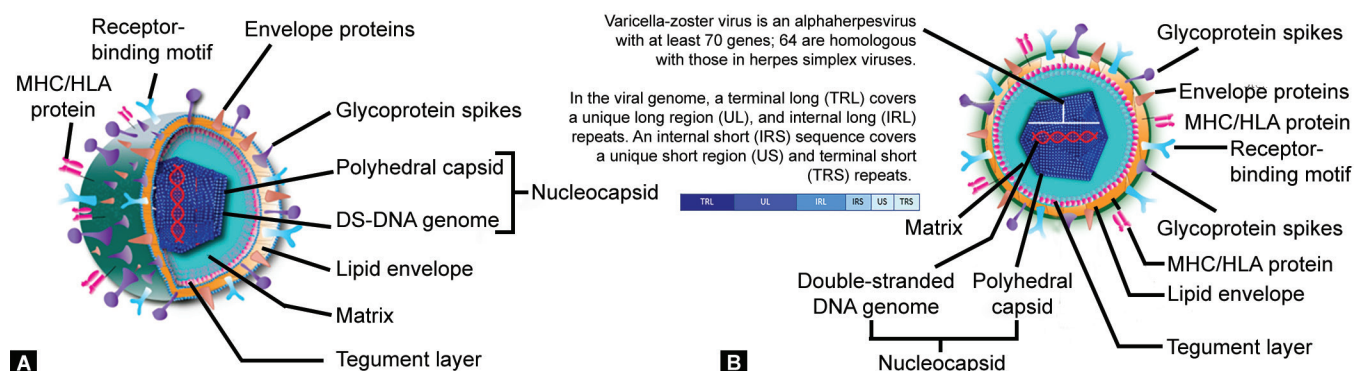 Receptor-
binding motif
Envelope proteins
MHC/HLA
protein
Glycoprotein spikes
Polyhedral capsid
Nucleocapsid
DS-DNA genome
Lipid envelope
Matrix
Tegument layer
A
Varicella-zoster virus is an alphaherpesvirus
with at least 70 genes; 64 are homologous
with those in herpes simplex viruses.
In the viral genome, a terminal long (TRL) covers
a unique long region (UL), and internal long (IRL)
repeats. An internal short (IRS) sequence covers
a unique short region (US) and terminal short
(TRS) repeats.
TRL UL IRL IRS US TRS
Glycoprotein spikes
Envelope proteins
MHC/HLA protein
Receptor-
binding motif
Matrix
Glycoprotein spikes
MHC/HLA protein
Double-stranded
DNA genome
Polyhedral
capsid
Lipid envelope
Tegument layer
Nucleocapsid
B